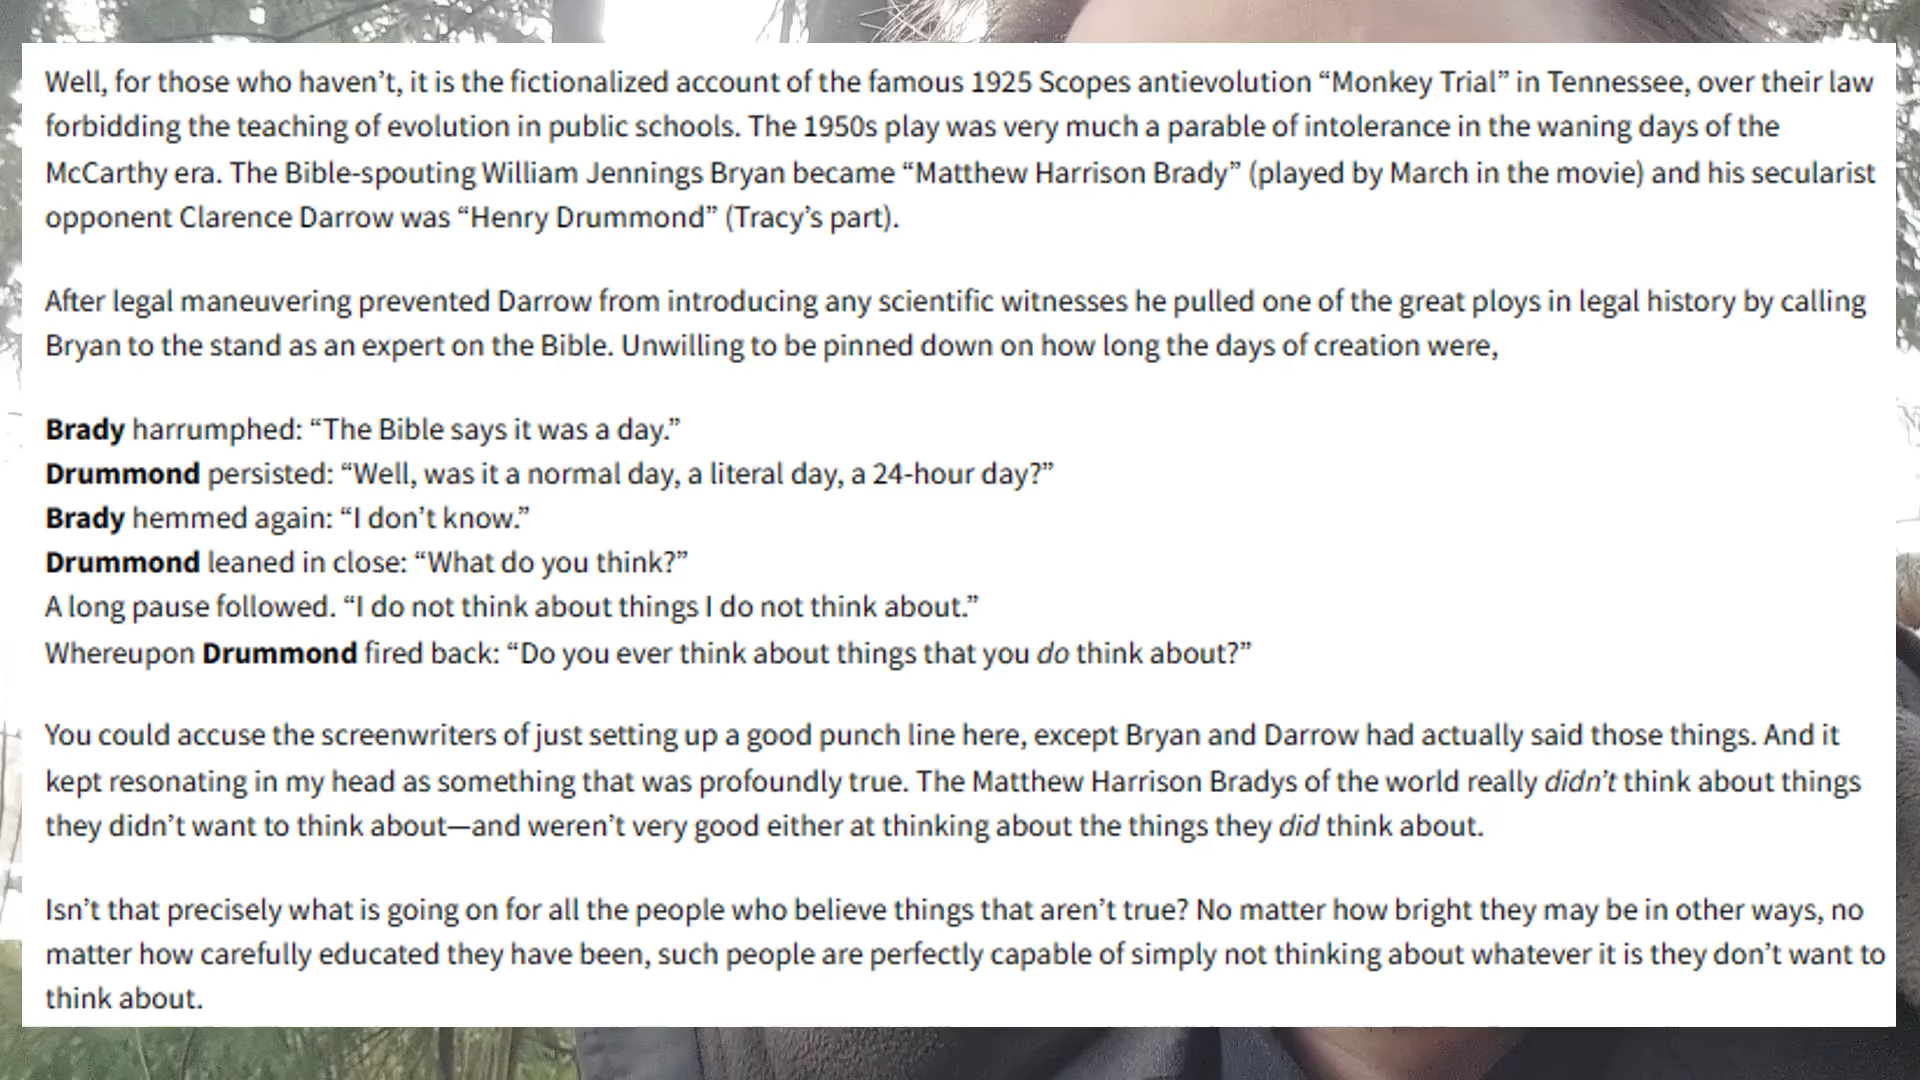 Well, for those who haven’t, it is the fictionalized account of the famous 1925 Scopes antievolution “Monkey Trial” in Tennessee, over their law
forbidding the teaching of evolution in public schools. The 1950s play was very much a parable of intolerance in the waning days of the
McCarthy era. The Bible-spouting William Jennings Bryan became “Matthew Harrison Brady” (played by March in the movie) and his secularist
opponent Clarence Darrow was “Henry Drummond” (Tracy’s part).
After legal maneuvering prevented Darrow from introducing any scientific witnesses he pulled one of the great ploys in legal history by calling
Bryan to the stand as an expert on the Bible. Unwilling to be pinned down on how long the days of creation were,
Brady harrumphed: “The Bible says it was a day.”
Drummond persisted: “Well, was it a normal day, a literal day, a 24-hour day?”
Brady hemmed again: “I don’t know.”
Drummond leaned in close: “What do you think?”
A long pause followed. “I do not think about things I do not think about.”
Whereupon Drummond fired back: “Do you ever think about things that you do think about?”
You could accuse the screenwriters of just setting up a good punch line here, except Bryan and Darrow had actually said those things. And it
kept resonating in my head as something that was profoundly true. The Matthew Harrison Bradys of the world really didn’t think about things
they didn’t want to think about—and weren’t very good either at thinking about the things they did think about.
Isn’t that precisely what is going on for all the people who believe things that aren’t true? No matter how bright they may be in other ways, no
matter how carefully educated they have been, such people are perfectly capable of simply not thinking about whatever it is they don’t want to
think about.